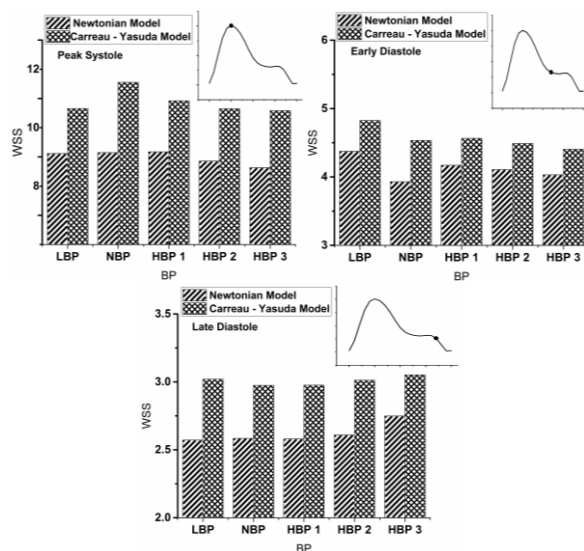 Newtonian Model
Carreau - Yasuda Model
Peak Systole
12
11
10
9
8
WSS
LBP NBP HBP 1 HBP 2 HBP 3
BP
Newtonian Model
Carreau - Yasuda Model
Early Diastole
6
5
4
3
WSS
LBP NBP HBP 1 HBP 2 HBP 3
BP
Newtonian Model
Carreau - Yasuda Model
Late Diastole
3.5
3.0
2.5
2.0
WSS
LBP NBP HBP 1 HBP 2 HBP 3
BP